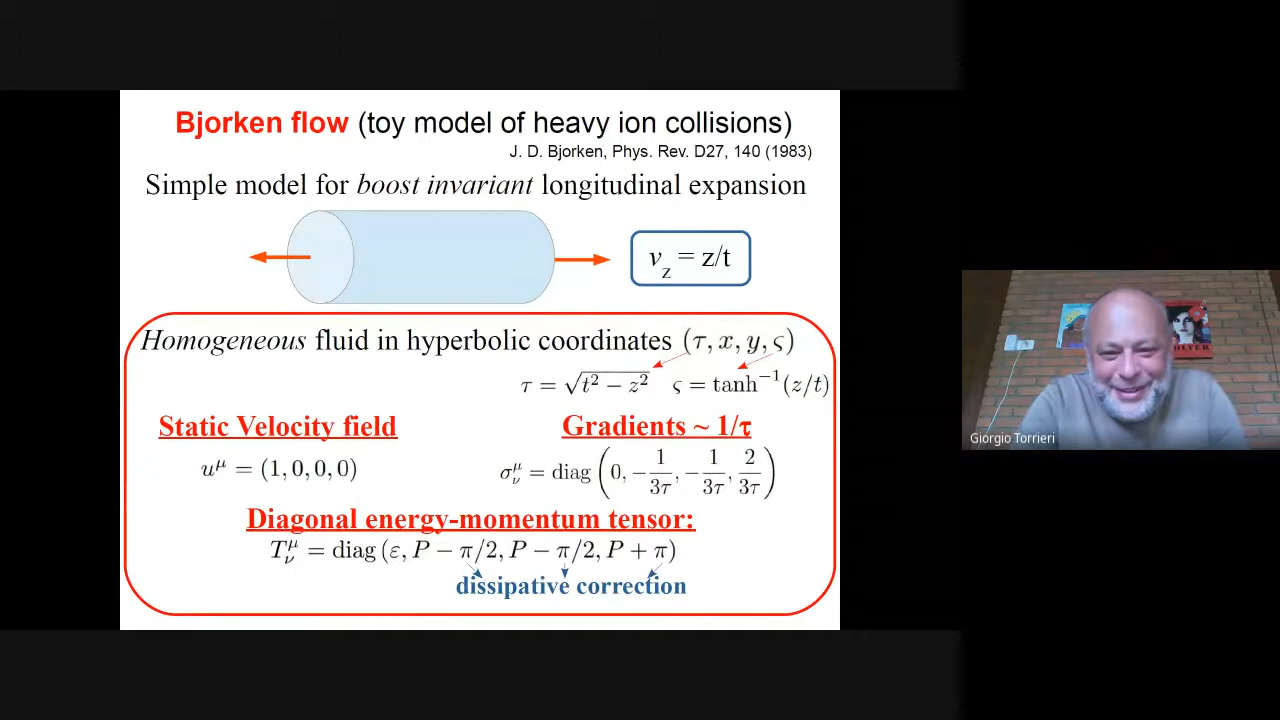 Bjorken flow (toy model of heavy ion collisions)
J. D. Bjorken, Phys. Rev. D27, 140 (1983)
Simple model for boost invariant longitudinal expansion
v_z = z/t
Homogeneous fluid in hyperbolic coordinates (τ, x, y, ς)
τ = √(t² − z²) ς = tanh⁻¹(z/t)
Static Velocity field
Gradients ~ 1/τ
u^μ = (1, 0, 0, 0)
σ^μ_ν = diag (0, −1/3τ, −1/3τ, 2/3τ)
Diagonal energy-momentum tensor:
T^μ_ν = diag (ε, P − π/2, P − π/2, P + π)
dissipative correction
Giorgio Torrieri